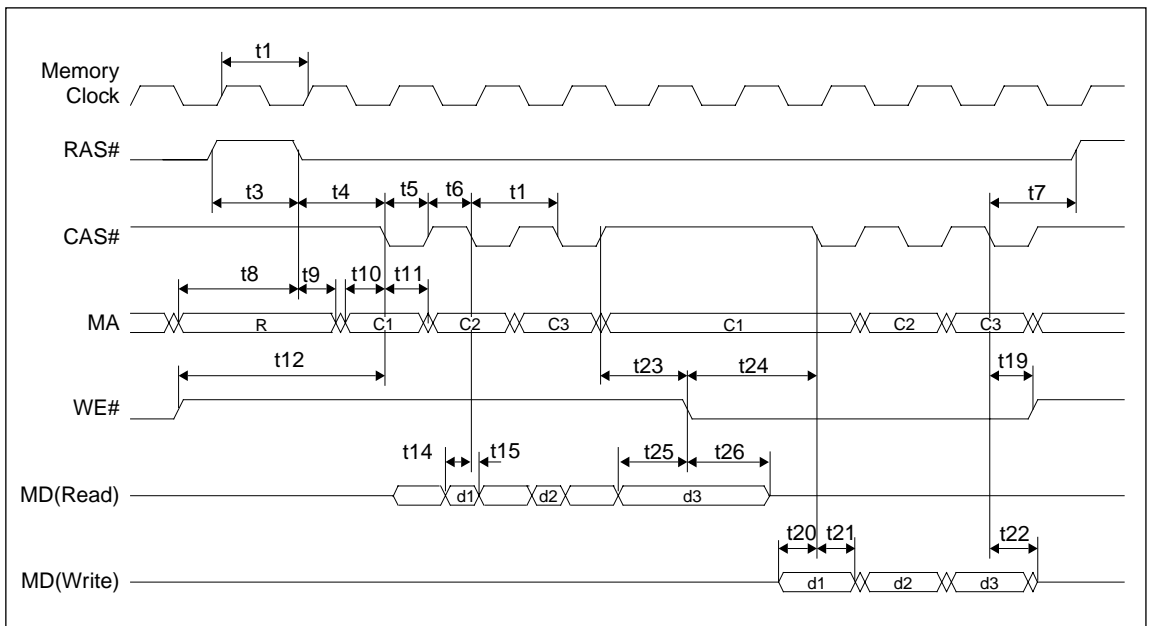 t1
Memory
Clock
RAS#
t3 t4 t5 t6 t1 t7
CAS#
t8 t9 t10 t11
MA R C1 C2 C3 C1 C2 C3
t12 t23 t24 t19
WE#
t14 t15 t25 t26
MD(Read) d1 d2 d3
t20 t21 t22
MD(Write) d1 d2 d3